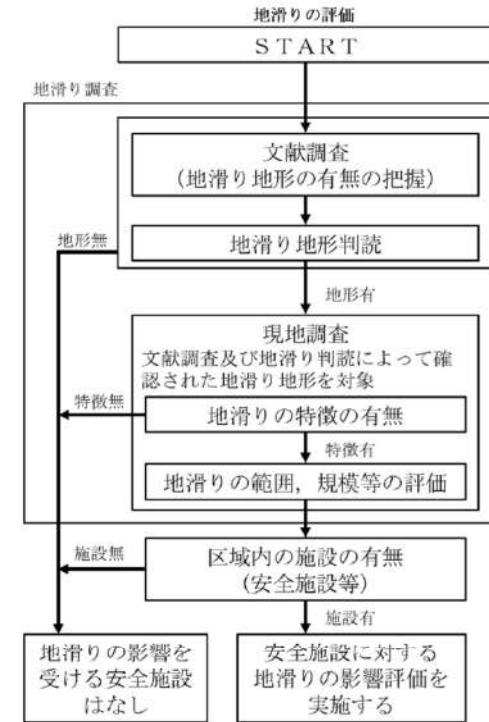 地滑りの評価
START
地滑り調査
文献調査
(地滑り地形の有無の把握)
地滑り地形判読
地形無
地形有
現地調査
文献調査及び地滑り判読によって確
認された地滑り地形を対象
特徴無
地滑りの特徴の有無
特徴有
地滑りの範囲，規模等の評価
施設無
区域内の施設の有無
(安全施設等)
施設有
地滑りの影響を
受ける安全施設
はなし
安全施設に対する
地滑りの影響評価を
実施する